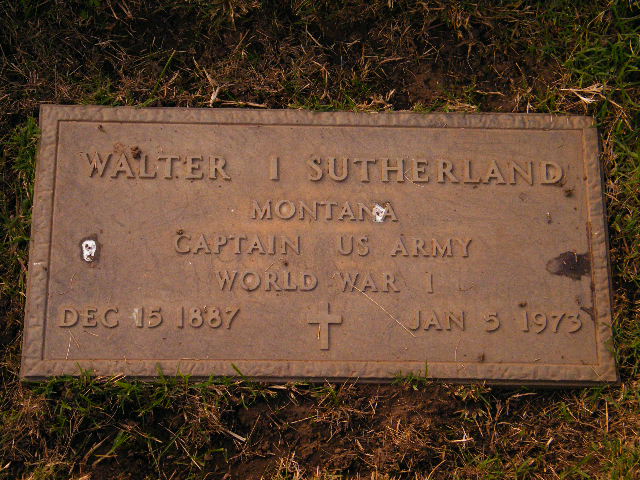 WALTER I SUTHERLAND
MONTANA
CAPTAIN US ARMY
WORLD WAR I
DEC 15 1887 JAN 5 1973